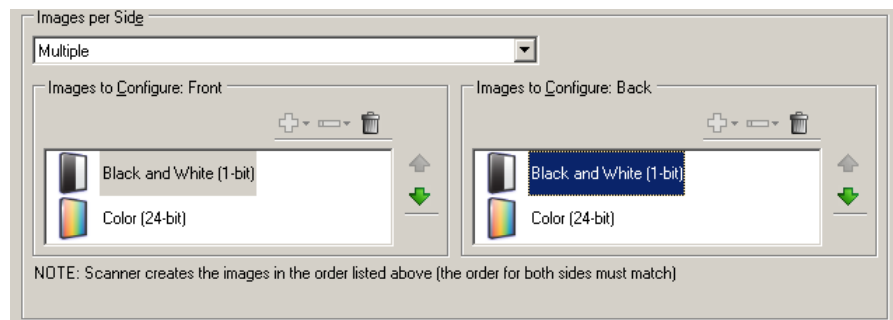 Images per Side
Multiple
Images to Configure: Front
Images to Configure: Back
Black and White (1-bit)
Color (24-bit)
Black and White (1-bit)
Color (24-bit)
NOTE: Scanner creates the images in the order listed above (the order for both sides must match)